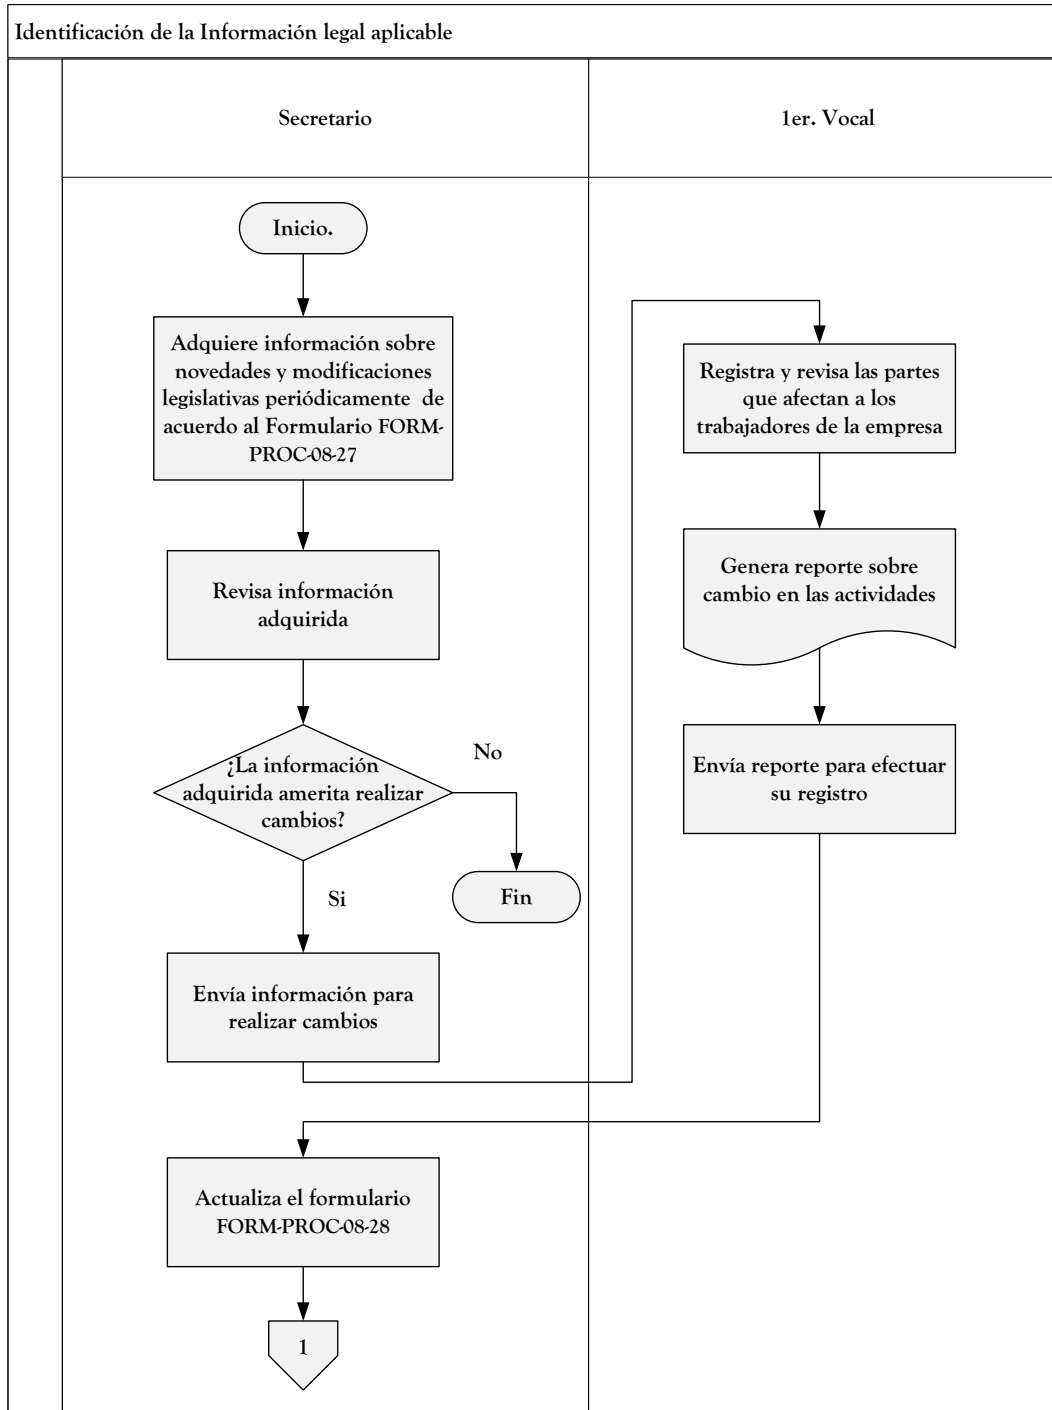 Identificación de la Información legal aplicable
Secretario
1er. Vocal
Inicio.
Adquiere información sobre
novedades y modificaciones
legislativas periódicamente  de
acuerdo al Formulario FORM-
PROC-08-27
Revisa información
adquirida
¿La información
adquirida amerita realizar
cambios?
No
Fin
Si
Envía información para
realizar cambios
Registra y revisa las partes
que afectan a los
trabajadores de la empresa
Genera reporte sobre
cambio en las actividades
Envía reporte para efectuar
su registro
Actualiza el formulario
FORM-PROC-08-28
1